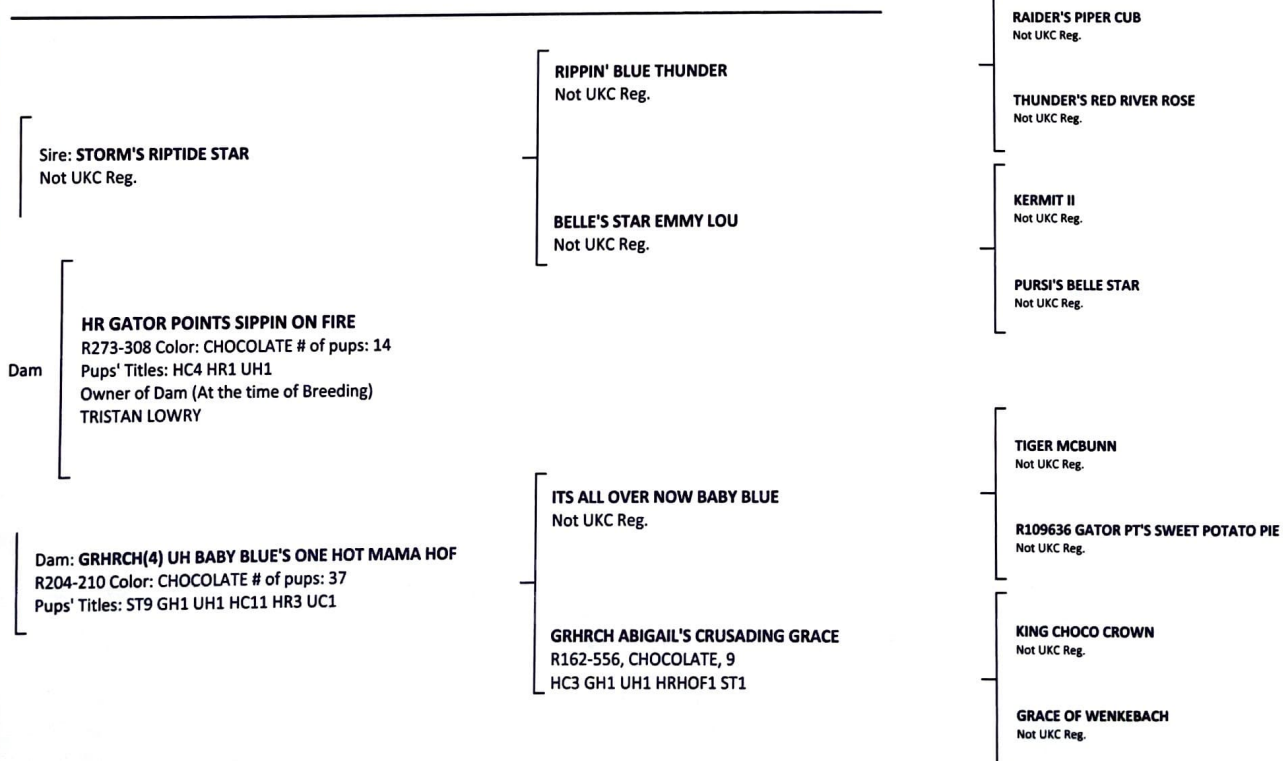 RAIDER'S PIPER CUB
Not UKC Reg.
RIPPIN' BLUE THUNDER
Not UKC Reg.
THUNDER'S RED RIVER ROSE
Not UKC Reg.
Sire: STORM'S RIPTIDE STAR
Not UKC Reg.
KERMIT II
Not UKC Reg.
BELLE'S STAR EMMY LOU
Not UKC Reg.
PURSI'S BELLE STAR
Not UKC Reg.
Dam
HR GATOR POINTS SIPPIN ON FIRE
R273-308 Color: CHOCOLATE # of pups: 14
Pups' Titles: HC4 HR1 UH1
Owner of Dam (At the time of Breeding)
TRISTAN LOWRY
TIGER MCBUNN
Not UKC Reg.
ITS ALL OVER NOW BABY BLUE
Not UKC Reg.
R109636 GATOR PT'S SWEET POTATO PIE
Not UKC Reg.
Dam: GRHRCH(4) UH BABY BLUE'S ONE HOT MAMA HOF
R204-210 Color: CHOCOLATE # of pups: 37
Pups' Titles: ST9 GH1 UH1 HC11 HR3 UC1
KING CHOCO CROWN
Not UKC Reg.
GRHRCH ABIGAIL'S CRUSADING GRACE
R162-556, CHOCOLATE, 9
HC3 GH1 UH1 HRHOF1 ST1
GRACE OF WENKEBACH
Not UKC Reg.